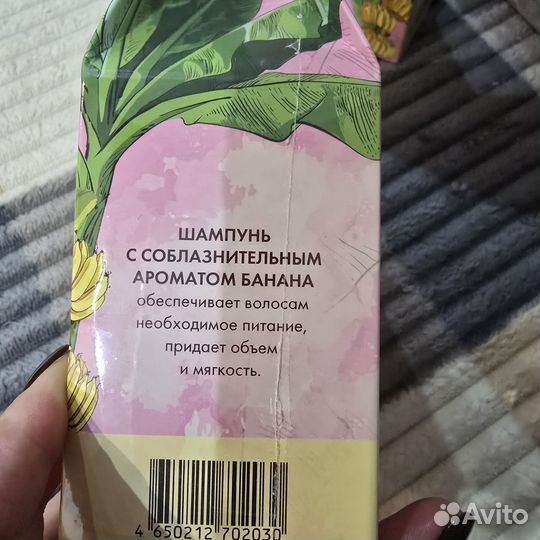 ШАМПУНЬ
С СОБЛАЗНИТЕЛЬНЫМ
АРОМАТОМ БАНАНА
обеспечивает волосам
необходимое питание,
придает объем
и мягкость.
4 650212 702030
Avito